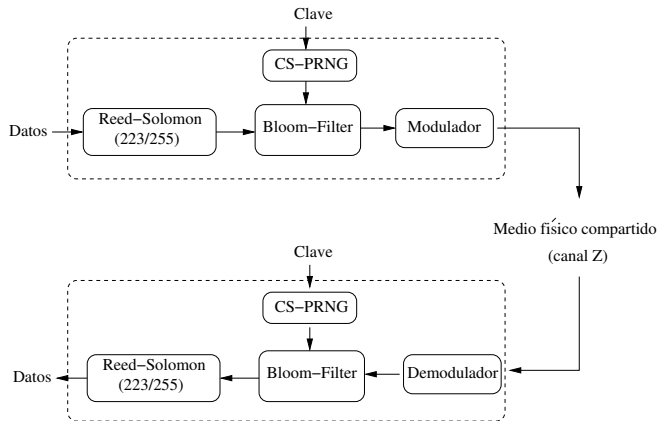 Clave
CS−PRNG
Datos
Reed−Solomon
(223/255)
Bloom−Filter
Modulador
Medio físico compartido
(canal Z)
Clave
CS−PRNG
Datos
Reed−Solomon
(223/255)
Bloom−Filter
Demodulador